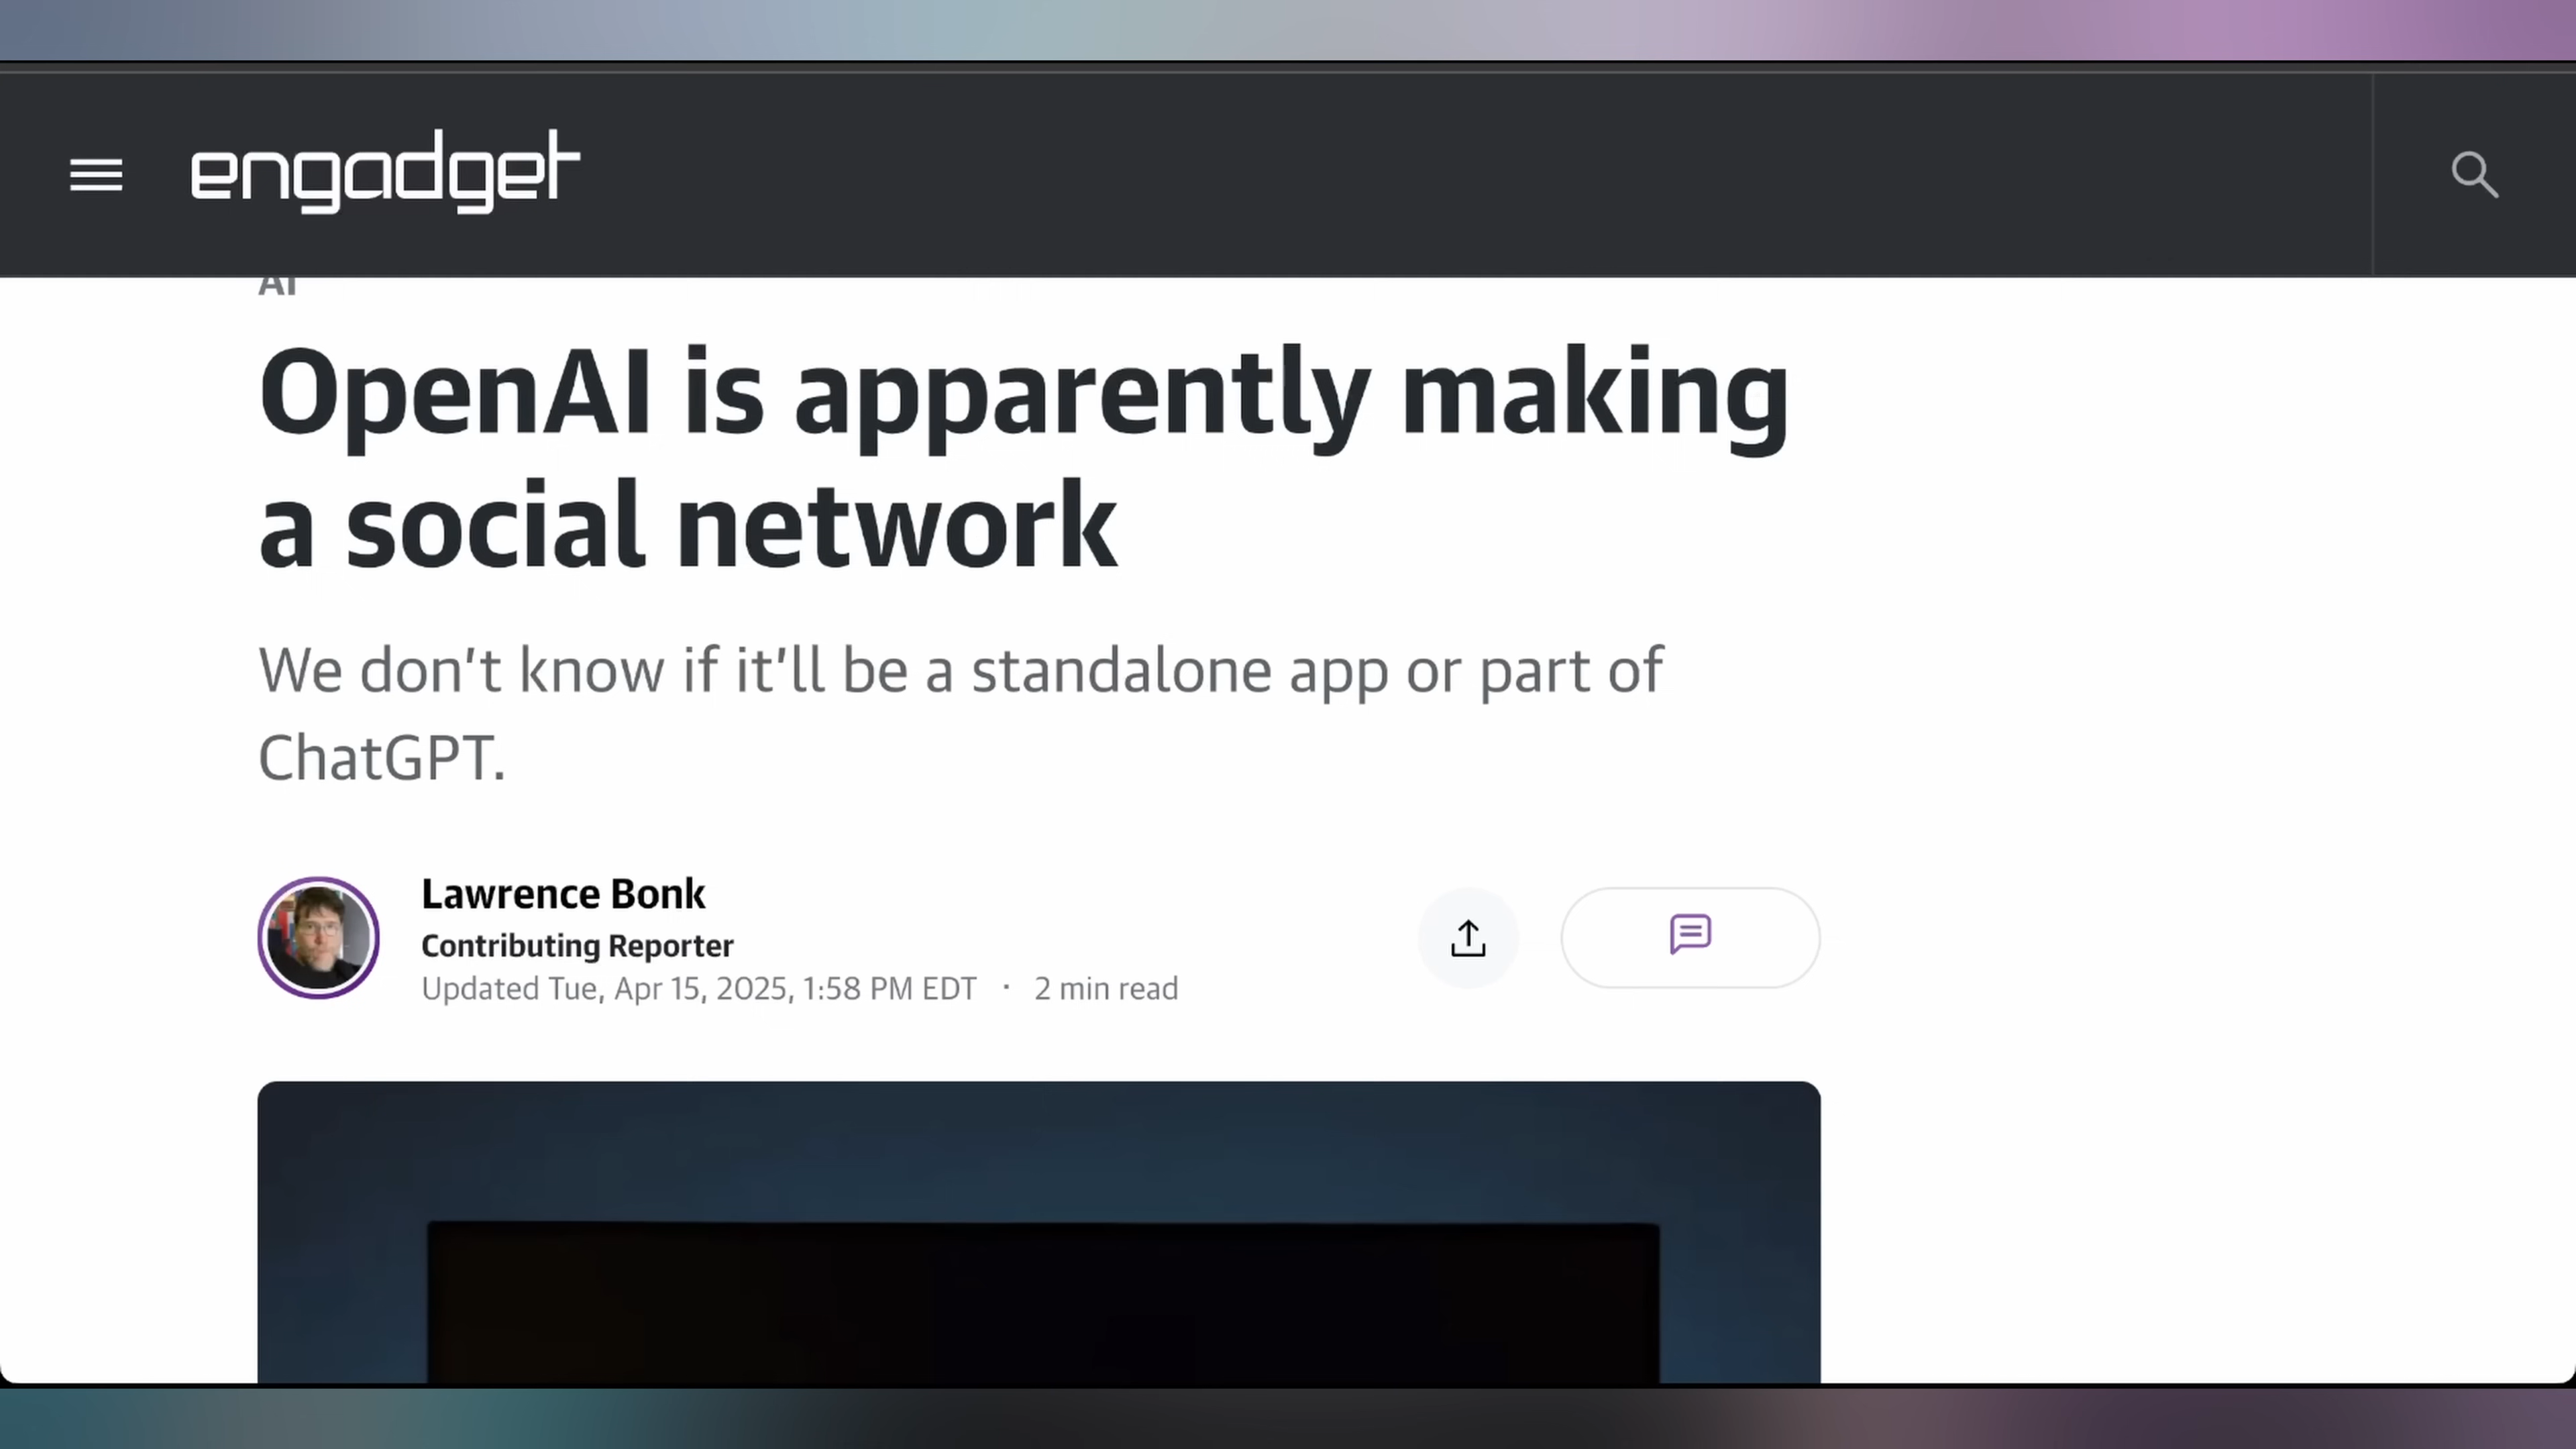 engadget
AI
OpenAI is apparently making
a social network
We don't know if it'll be a standalone app or part of
ChatGPT.
Lawrence Bonk
Contributing Reporter
Updated Tue, Apr 15, 2025, 1:58 PM EDT · 2 min read